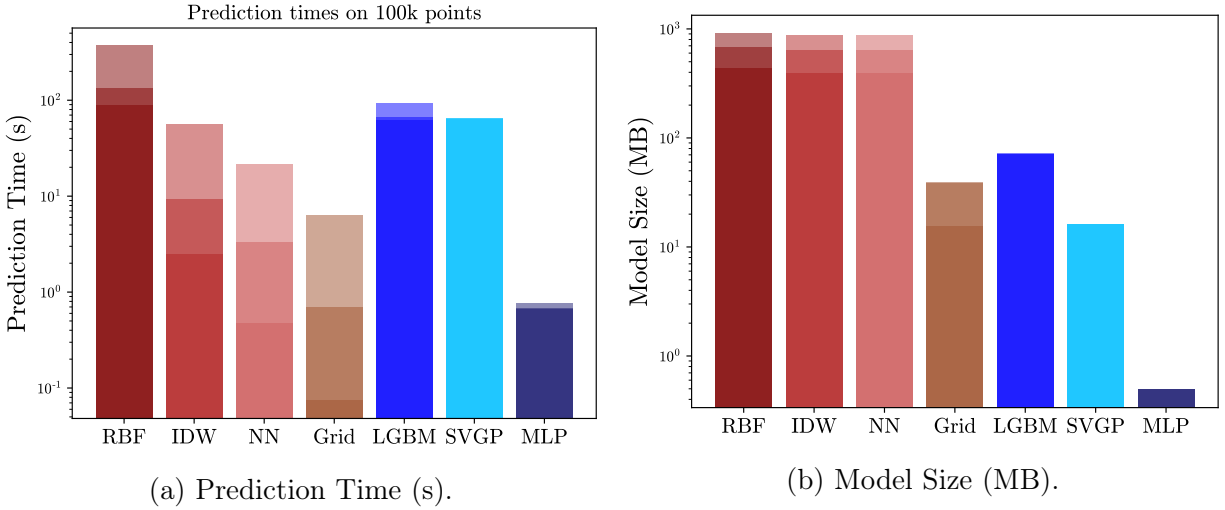 Prediction times on 100k points
Prediction Time (s)
10^2
10^1
10^0
10^-1
RBF IDW NN Grid LGBM SVGP MLP
(a) Prediction Time (s).
Model Size (MB)
10^3
10^2
10^1
10^0
RBF IDW NN Grid LGBM SVGP MLP
(b) Model Size (MB).